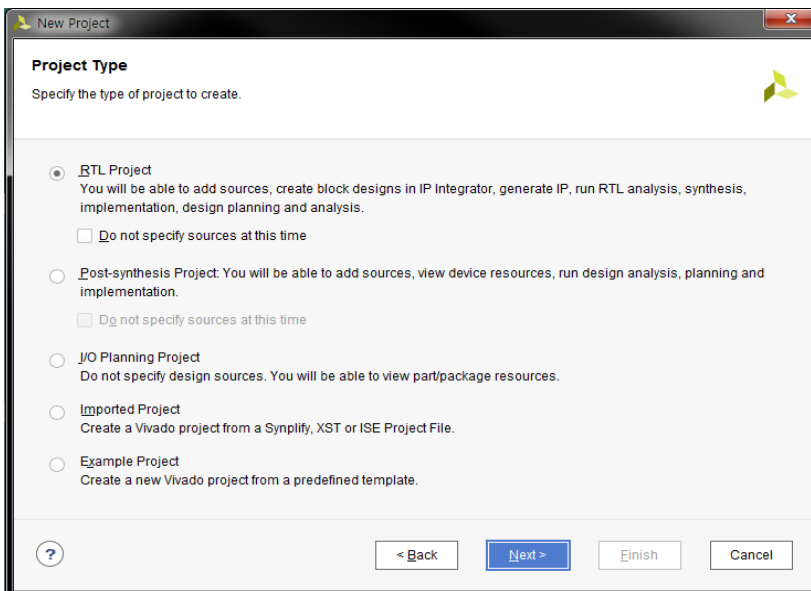 New Project
Project Type
Specify the type of project to create.
RTL Project
You will be able to add sources, create block designs in IP Integrator, generate IP, run RTL analysis, synthesis,
implementation, design planning and analysis.
Do not specify sources at this time
Post-synthesis Project: You will be able to add sources, view device resources, run design analysis, planning and
implementation.
Do not specify sources at this time
I/O Planning Project
Do not specify design sources. You will be able to view part/package resources.
Imported Project
Create a Vivado project from a Synplify, XST or ISE Project File.
Example Project
Create a new Vivado project from a predefined template.
? < Back Next > Finish Cancel